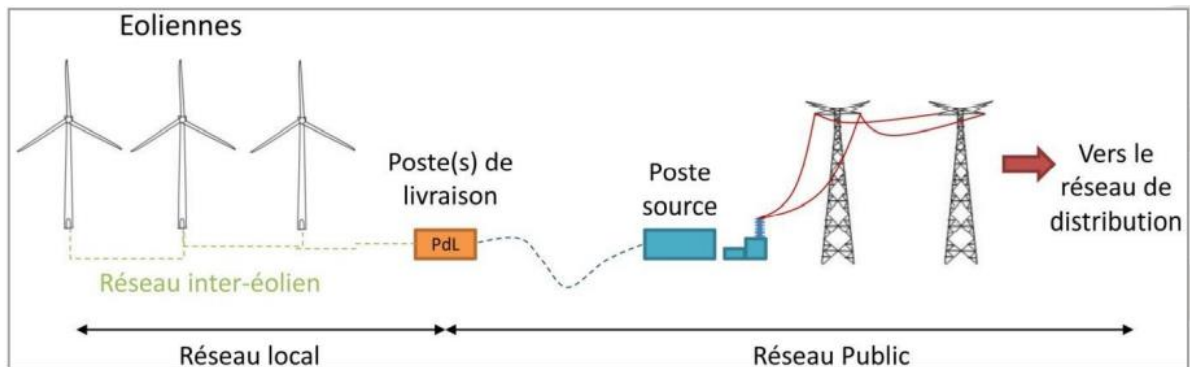 Eoliennes
Poste(s) de
livraison
PdL
Poste
source
Vers le
réseau de
distribution
Réseau inter-éolien
Réseau local
Réseau Public